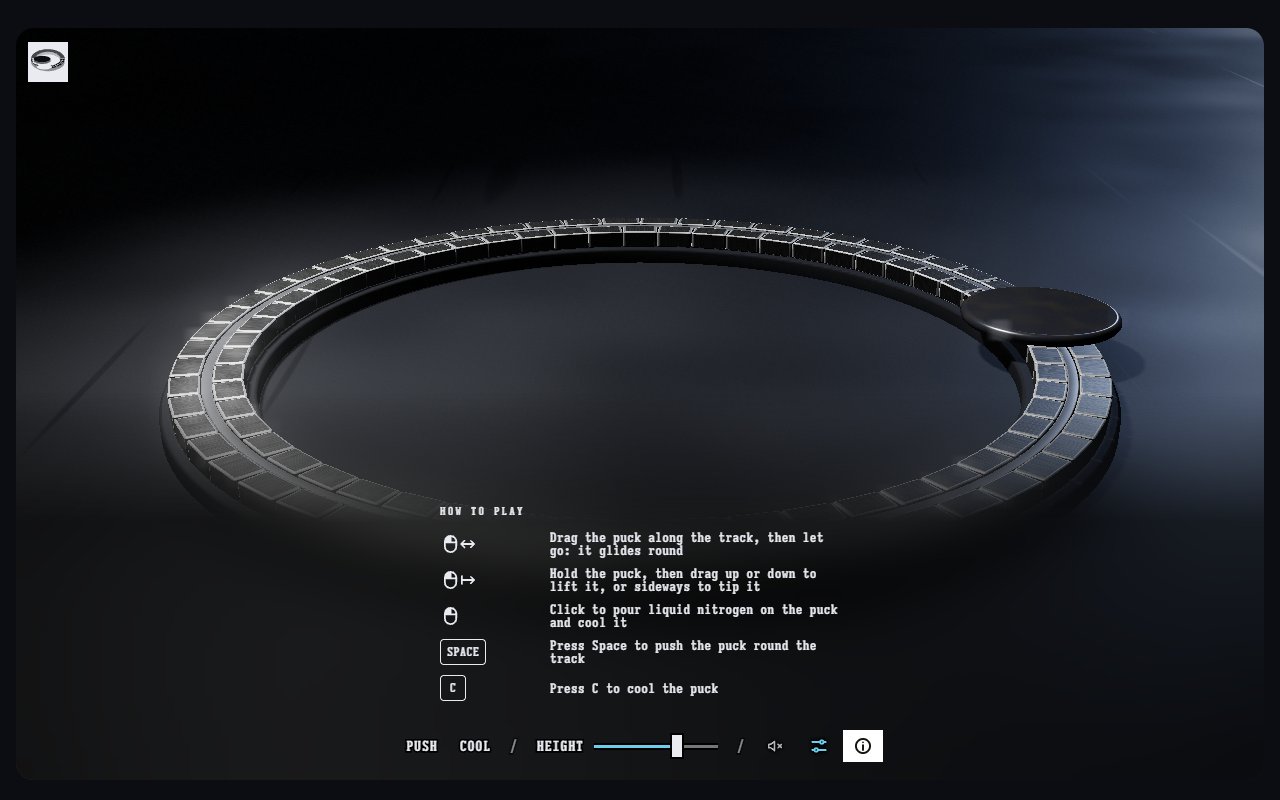 HOW TO PLAY
Drag the puck along the track, then let
go: it glides round
Hold the puck, then drag up or down to
lift it, or sideways to tip it
Click to pour liquid nitrogen on the puck
and cool it
SPACE
Press Space to push the puck round the
track
C
Press C to cool the puck
PUSH COOL / HEIGHT /